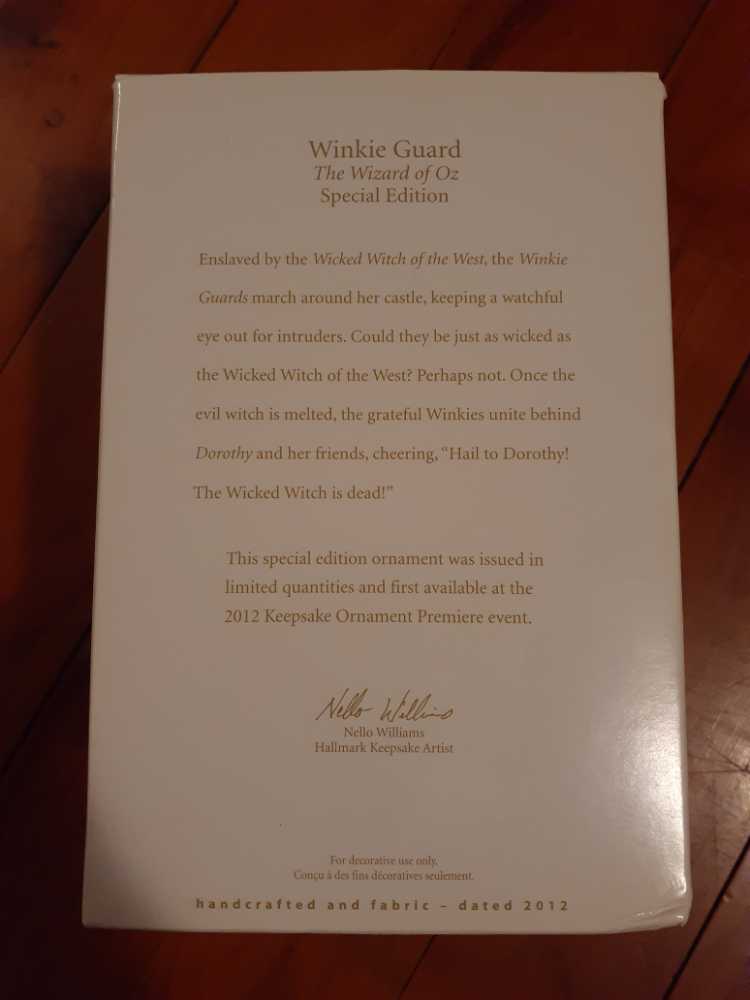 Winkie Guard
The Wizard of Oz
Special Edition
Enslaved by the Wicked Witch of the West, the Winkie
Guards march around her castle, keeping a watchful
eye out for intruders. Could they be just as wicked as
the Wicked Witch of the West? Perhaps not. Once the
evil witch is melted, the grateful Winkies unite behind
Dorothy and her friends, cheering, “Hail to Dorothy!
The Wicked Witch is dead!”
This special edition ornament was issued in
limited quantities and first available at the
2012 Keepsake Ornament Premiere event.
Nello Williams
Nello Williams
Hallmark Keepsake Artist
For decorative use only.
Conçu à des fins décoratives seulement.
handcrafted and fabric – dated 2012